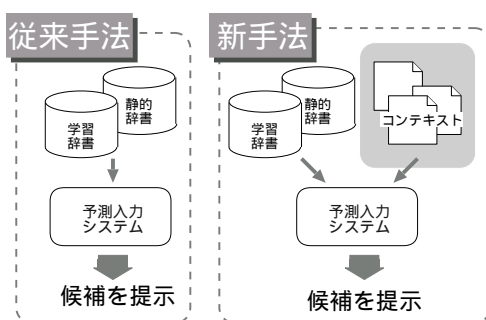 従来手法
静的
辞書
学習
辞書
予測入力
システム
候補を提示
新手法
静的
辞書
学習
辞書
コンテキスト
予測入力
システム
候補を提示